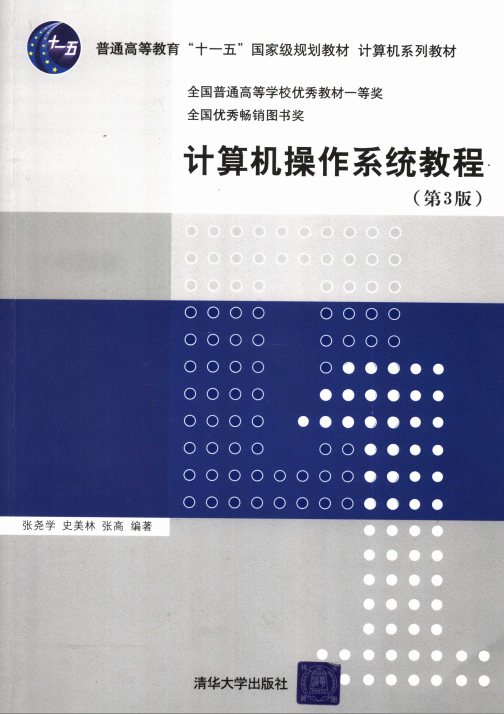 十一五
普通高等教育“十一五”国家级规划教材 计算机系列教材
全国普通高等学校优秀教材一等奖
全国优秀畅销图书奖
计算机操作系统教程
(第3版)
张尧学 史美林 张高 编著
清华大学出版社